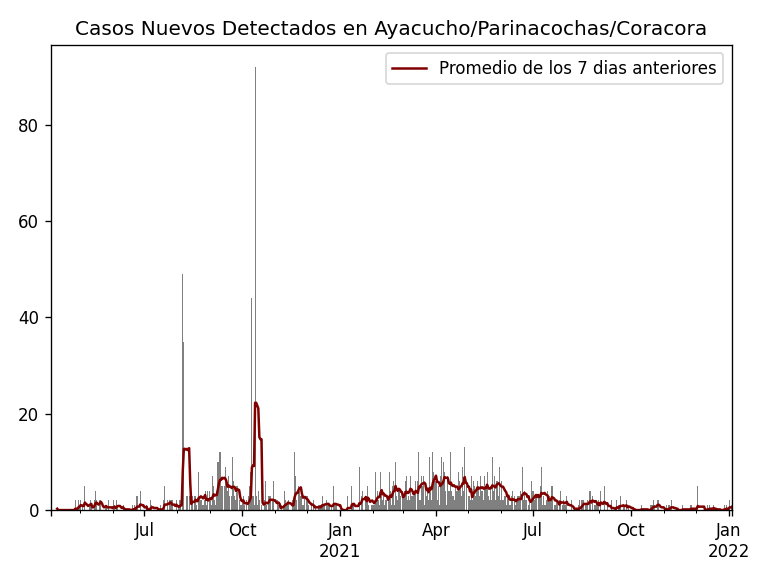 Casos Nuevos Detectados en Ayacucho/Parinacochas/Coracora
Promedio de los 7 dias anteriores
80
60
40
20
0
Jul Oct Jan Apr Jul Oct Jan
2021 2022